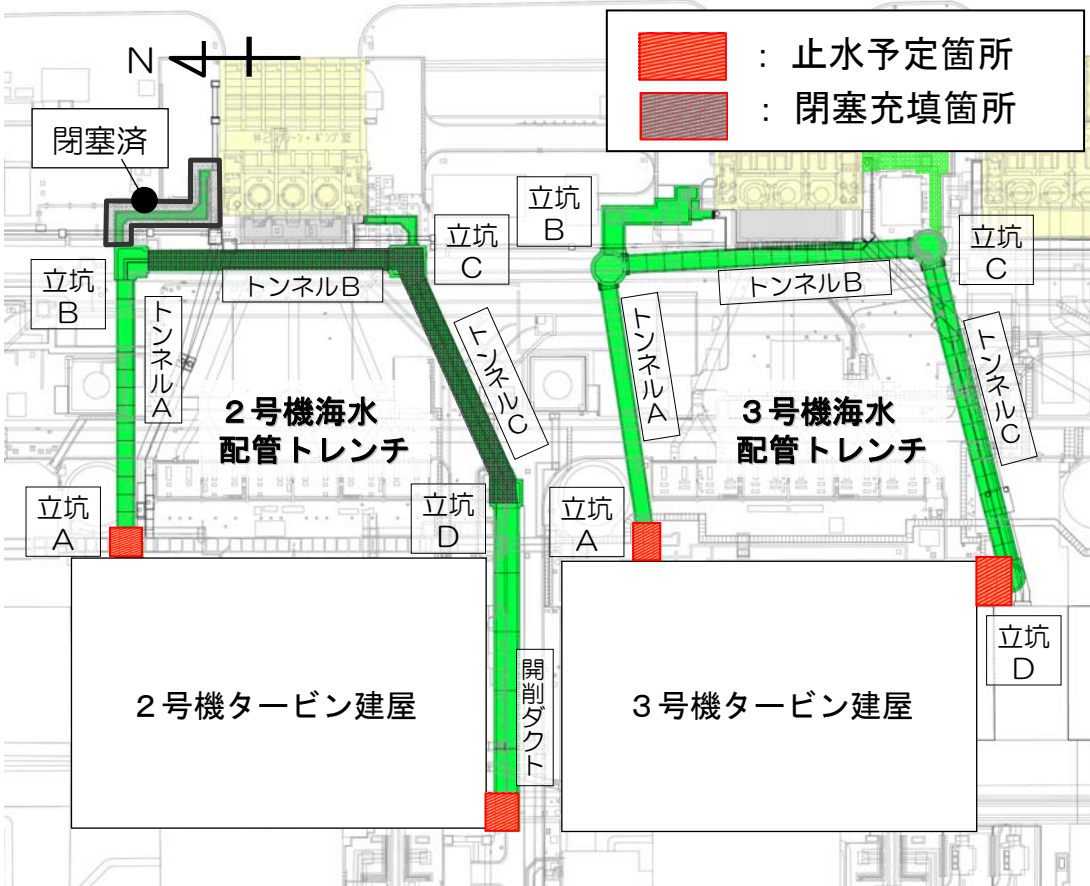 ：止水予定箇所
：閉塞充填箇所
N
閉塞済
立坑
B
立坑
C
トンネルB
トンネルA
トンネルC
２号機海水
配管トレンチ
立坑
A
立坑
D
開削ダクト
２号機タービン建屋
立坑
B
立坑
C
トンネルB
トンネルA
トンネルC
３号機海水
配管トレンチ
立坑
A
立坑
D
３号機タービン建屋